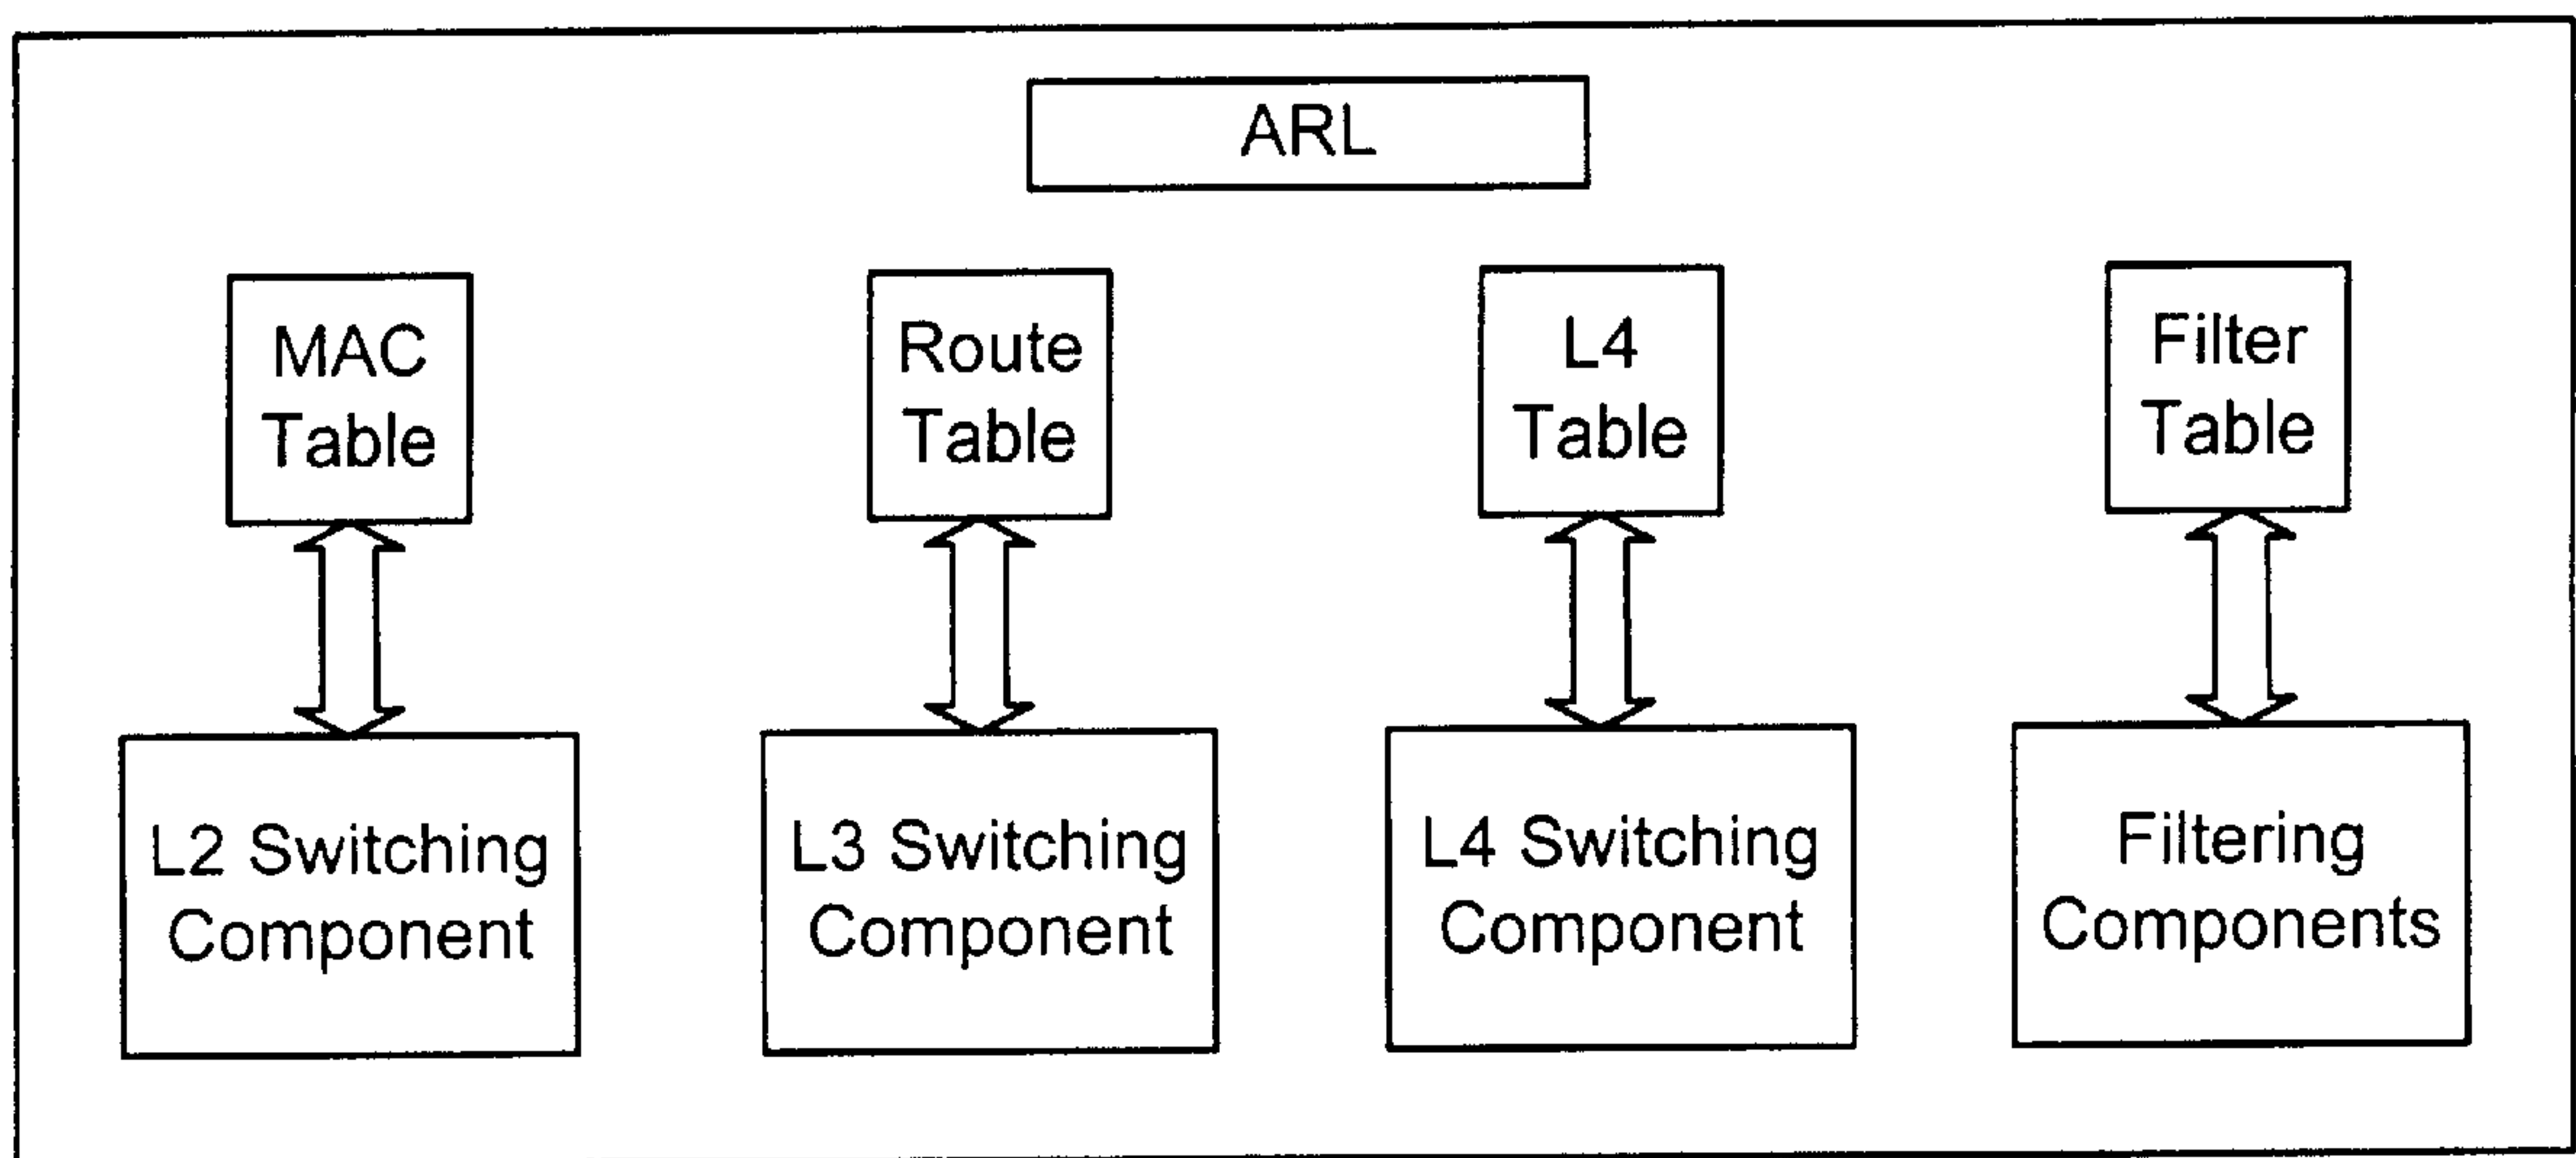 ARL
MAC
Table
Route
Table
L4
Table
Filter
Table
L2 Switching
Component
L3 Switching
Component
L4 Switching
Component
Filtering
Components